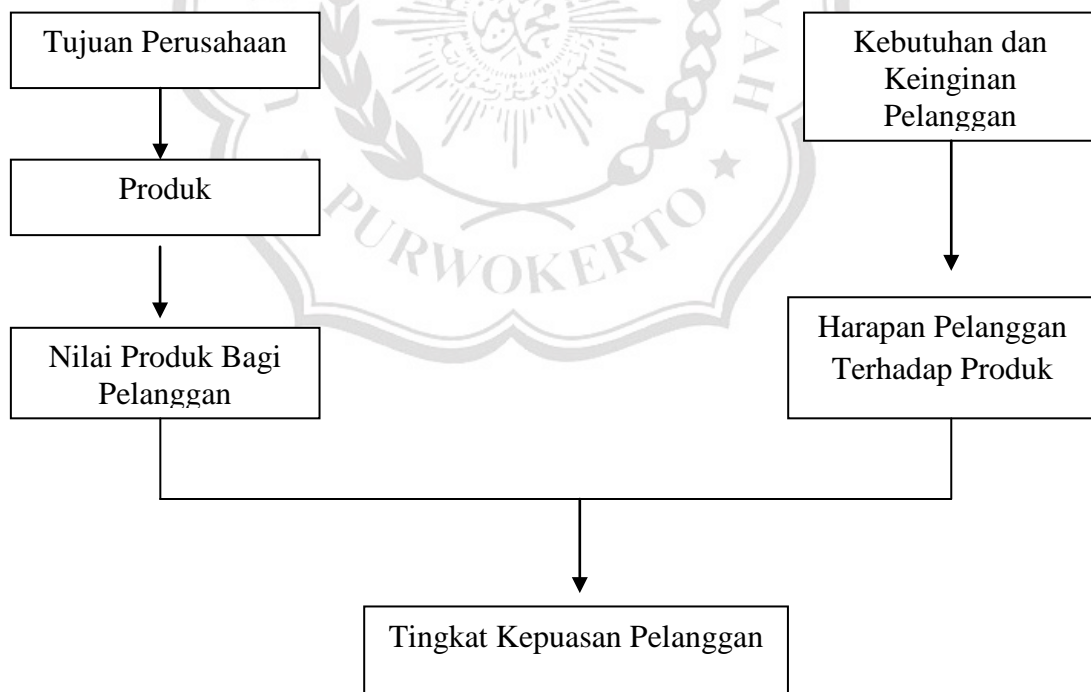 Tujuan Perusahaan
Produk
Nilai Produk Bagi
Pelanggan
Kebutuhan dan
Keinginan
Pelanggan
Harapan Pelanggan
Terhadap Produk
Tingkat Kepuasan Pelanggan
PURWOKERTO